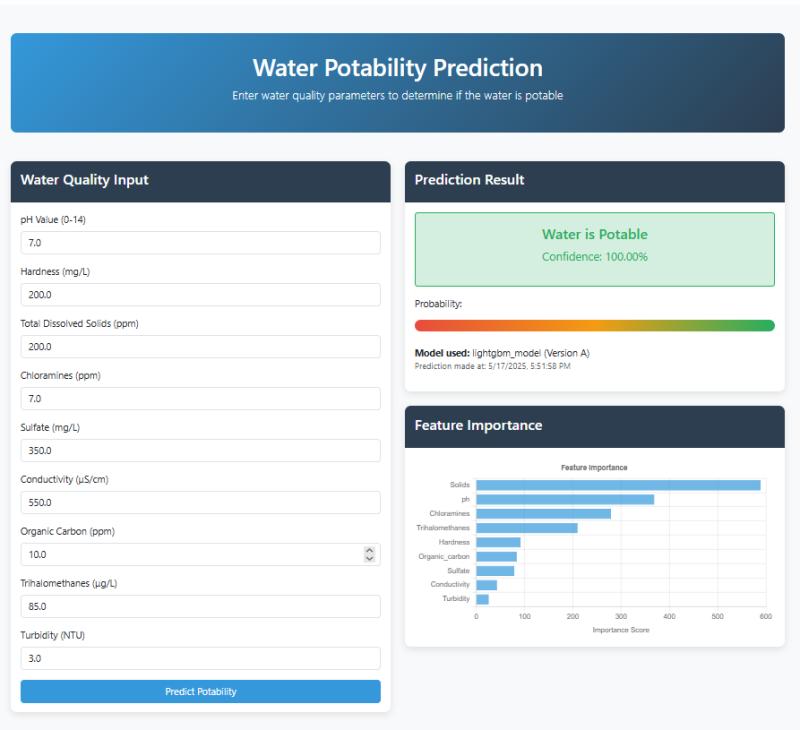 Water Potability Prediction
Enter water quality parameters to determine if the water is potable
Water Quality Input
pH Value (0-14)
7.0
Hardness (mg/L)
200.0
Total Dissolved Solids (ppm)
200.0
Chloramines (ppm)
7.0
Sulfate (mg/L)
350.0
Conductivity (μS/cm)
550.0
Organic Carbon (ppm)
10.0
Trihalomethanes (μg/L)
85.0
Turbidity (NTU)
3.0
Predict Potability
Prediction Result
Water is Potable
Confidence: 100.00%
Probability:
Model used: lightgbm_model (Version A)
Prediction made at: 5/17/2025, 5:51:58 PM
Feature Importance
Feature Importance
Solids
ph
Chloramines
Trihalomethanes
Hardness
Organic_carbon
Sulfate
Conductivity
Turbidity
0 100 200 300 400 500 600
Importance Score